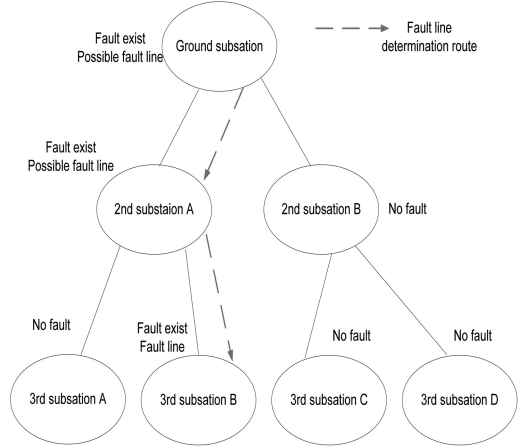 Fault exist
Possible fault line
Ground subsation
Fault line
determination route
Fault exist
Possible fault line
2nd substaion A
2nd subsation B
No fault
No fault
Fault exist
Fault line
No fault
No fault
3rd subsation A
3rd subsation B
3rd subsation C
3rd subsation D